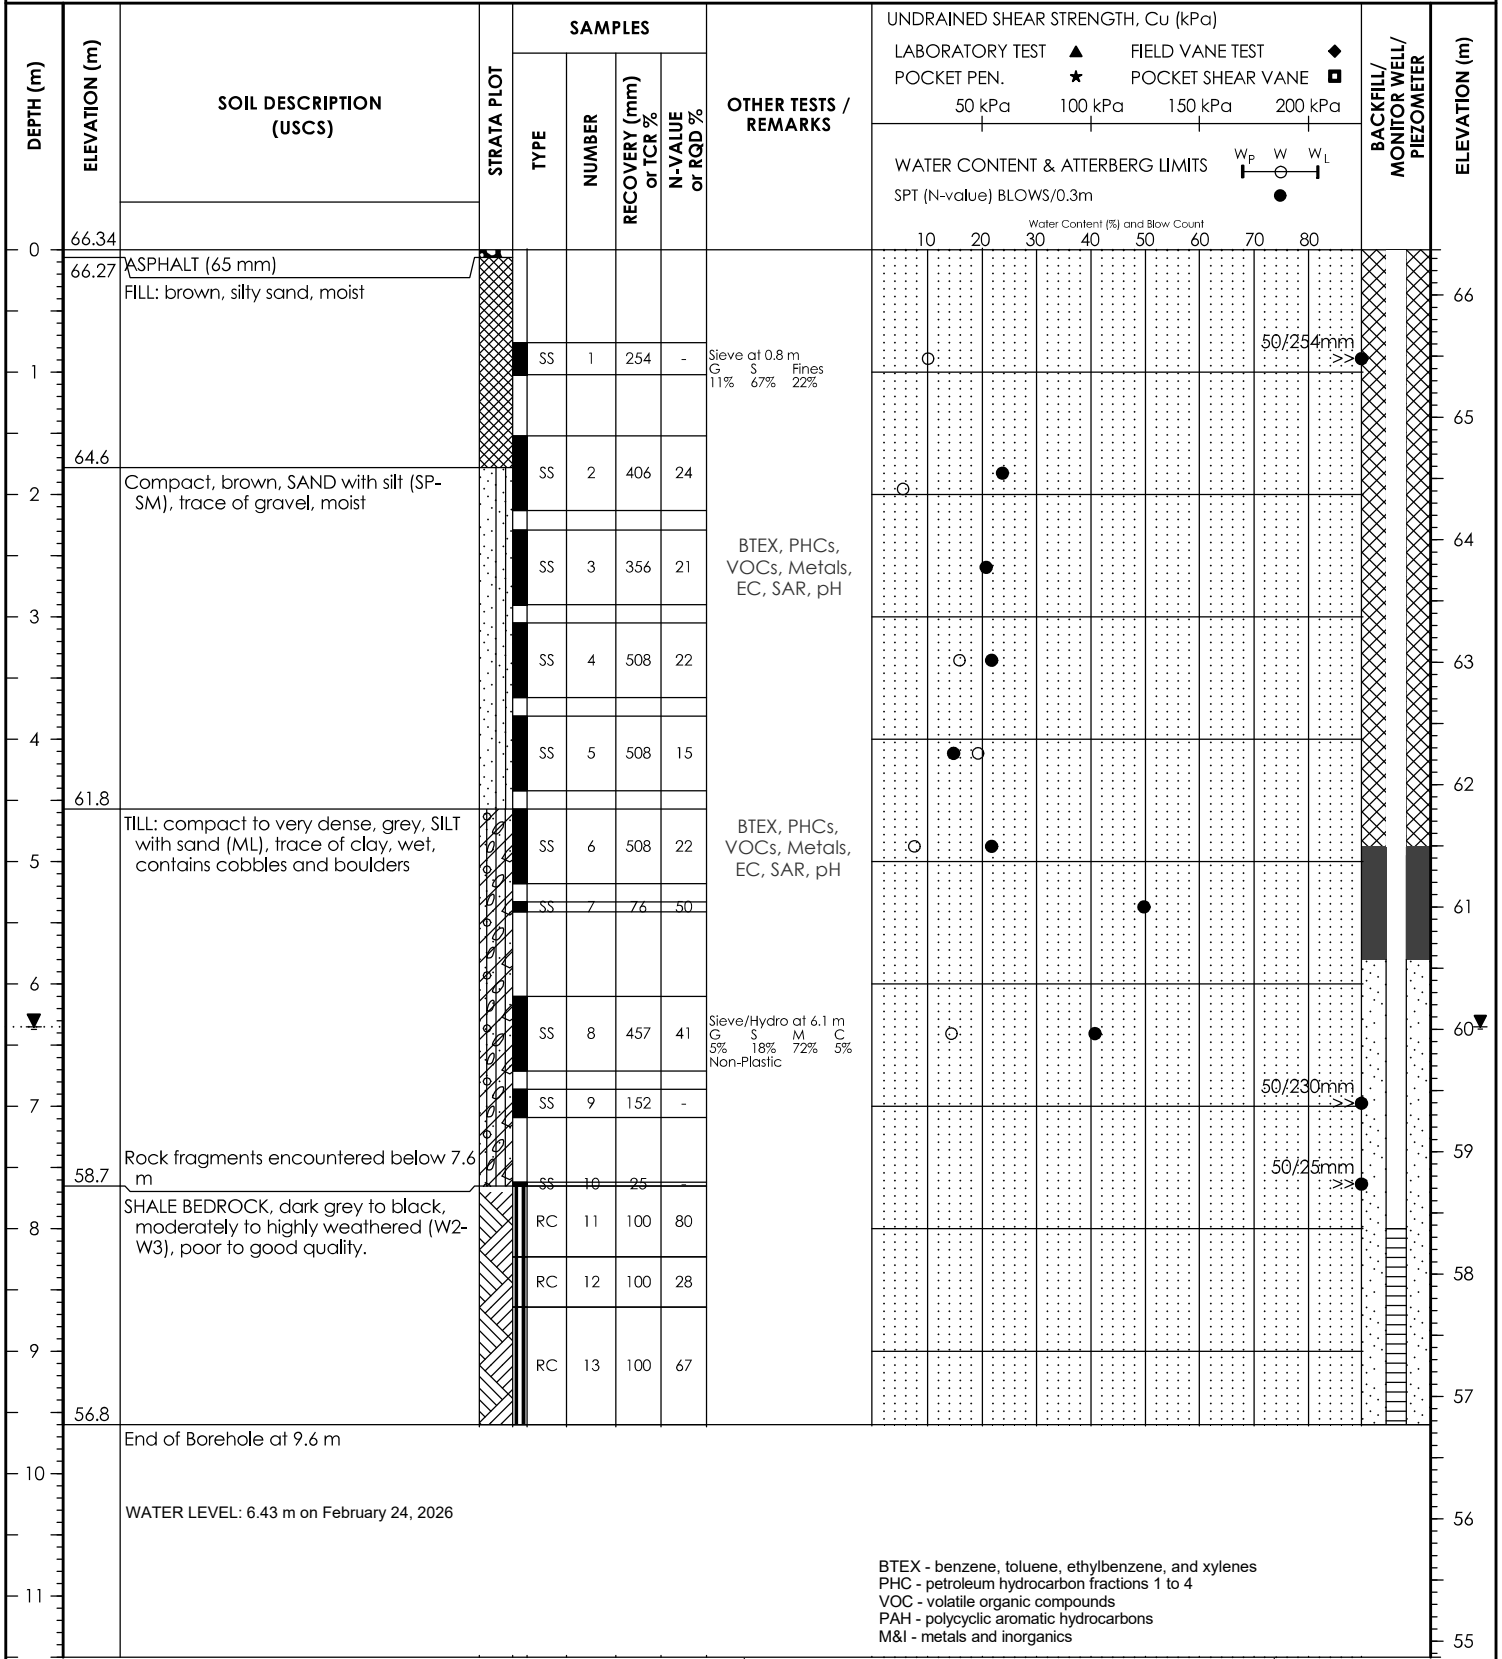 DEPTH (m)
ELEVATION (m)
SOIL DESCRIPTION
(USCS)
STRATA PLOT
SAMPLES
TYPE
NUMBER
RECOVERY (mm)
or TCR %
N-VALUE
or RQD %
OTHER TESTS /
REMARKS
UNDRAINED SHEAR STRENGTH, Cu (kPa)
LABORATORY TEST ▲ FIELD VANE TEST ◆
POCKET PEN. ★ POCKET SHEAR VANE
50 kPa 100 kPa 150 kPa 200 kPa
WATER CONTENT & ATTERBERG LIMITS WP W WL
SPT (N-value) BLOWS/0.3m ●
Water Content (%) and Blow Count
10 20 30 40 50 60 70 80
BACKFILL/
MONITOR WELL/
PIEZOMETER
ELEVATION (m)
0 66.34
66.27 ASPHALT (65 mm)
FILL: brown, silty sand, moist
66
50/254mm
SS 1 254 - >>
Sieve at 0.8 m
G S Fines
11% 67% 22%
1
65
64.6
SS 2 406 24
Compact, brown, SAND with silt (SP-
SM), trace of gravel, moist
2
64
BTEX, PHCs,
VOCs, Metals,
EC, SAR, pH
SS 3 356 21
3
SS 4 508 22
63
4
SS 5 508 15
62
61.8
TILL: compact to very dense, grey, SILT
with sand (ML), trace of clay, wet,
contains cobbles and boulders
SS 6 508 22
BTEX, PHCs,
VOCs, Metals,
EC, SAR, pH
5
SS 7 76 50
61
6
SS 8 457 41
Sieve/Hydro at 6.1 m
G S M C
5% 18% 72% 5%
Non-Plastic
60
50/230mm
SS 9 152 - >>
7
59
Rock fragments encountered below 7.6
m
58.7
50/25mm
SS 10 25 - >>
SHALE BEDROCK, dark grey to black,
moderately to highly weathered (W2-
W3), poor to good quality.
RC 11 100 80
8
RC 12 100 28
58
9
RC 13 100 67
57
56.8
End of Borehole at 9.6 m
10
WATER LEVEL: 6.43 m on February 24, 2026
56
BTEX - benzene, toluene, ethylbenzene, and xylenes
PHC - petroleum hydrocarbon fractions 1 to 4
VOC - volatile organic compounds
PAH - polycyclic aromatic hydrocarbons
M&I - metals and inorganics
11
55